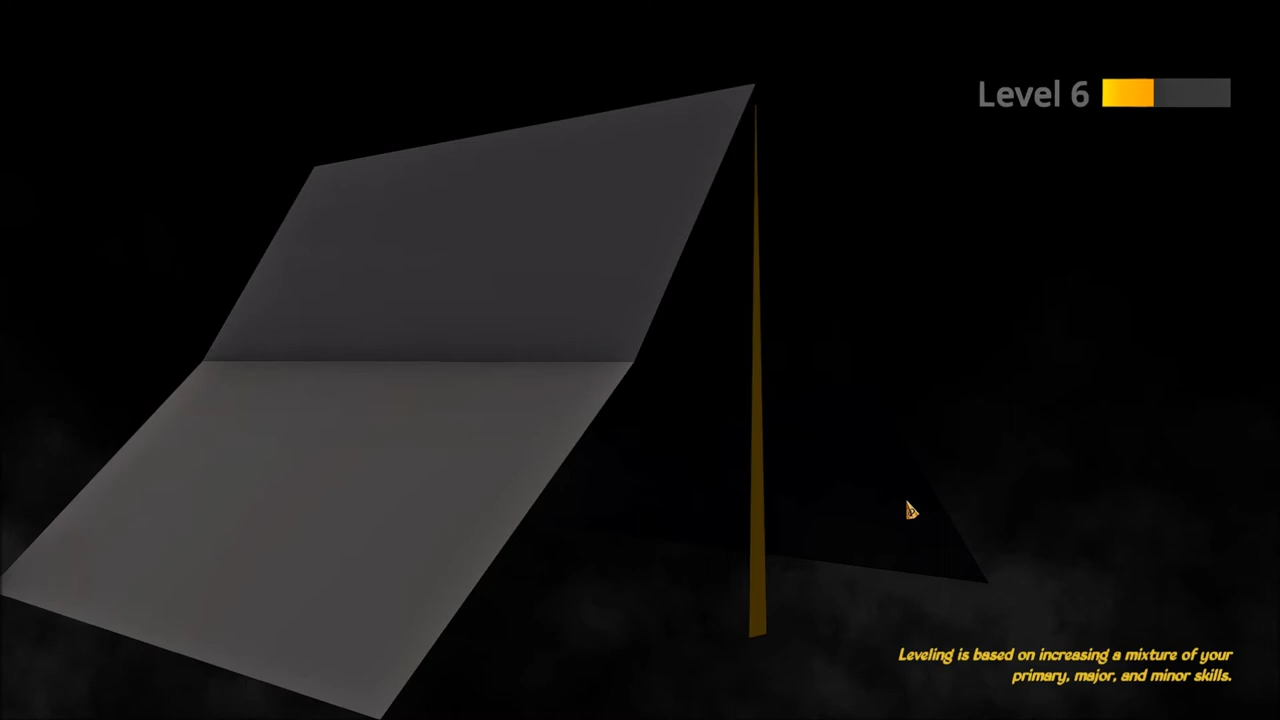 Level 6
Leveling is based on increasing a mixture of your
primary, major, and minor skills.